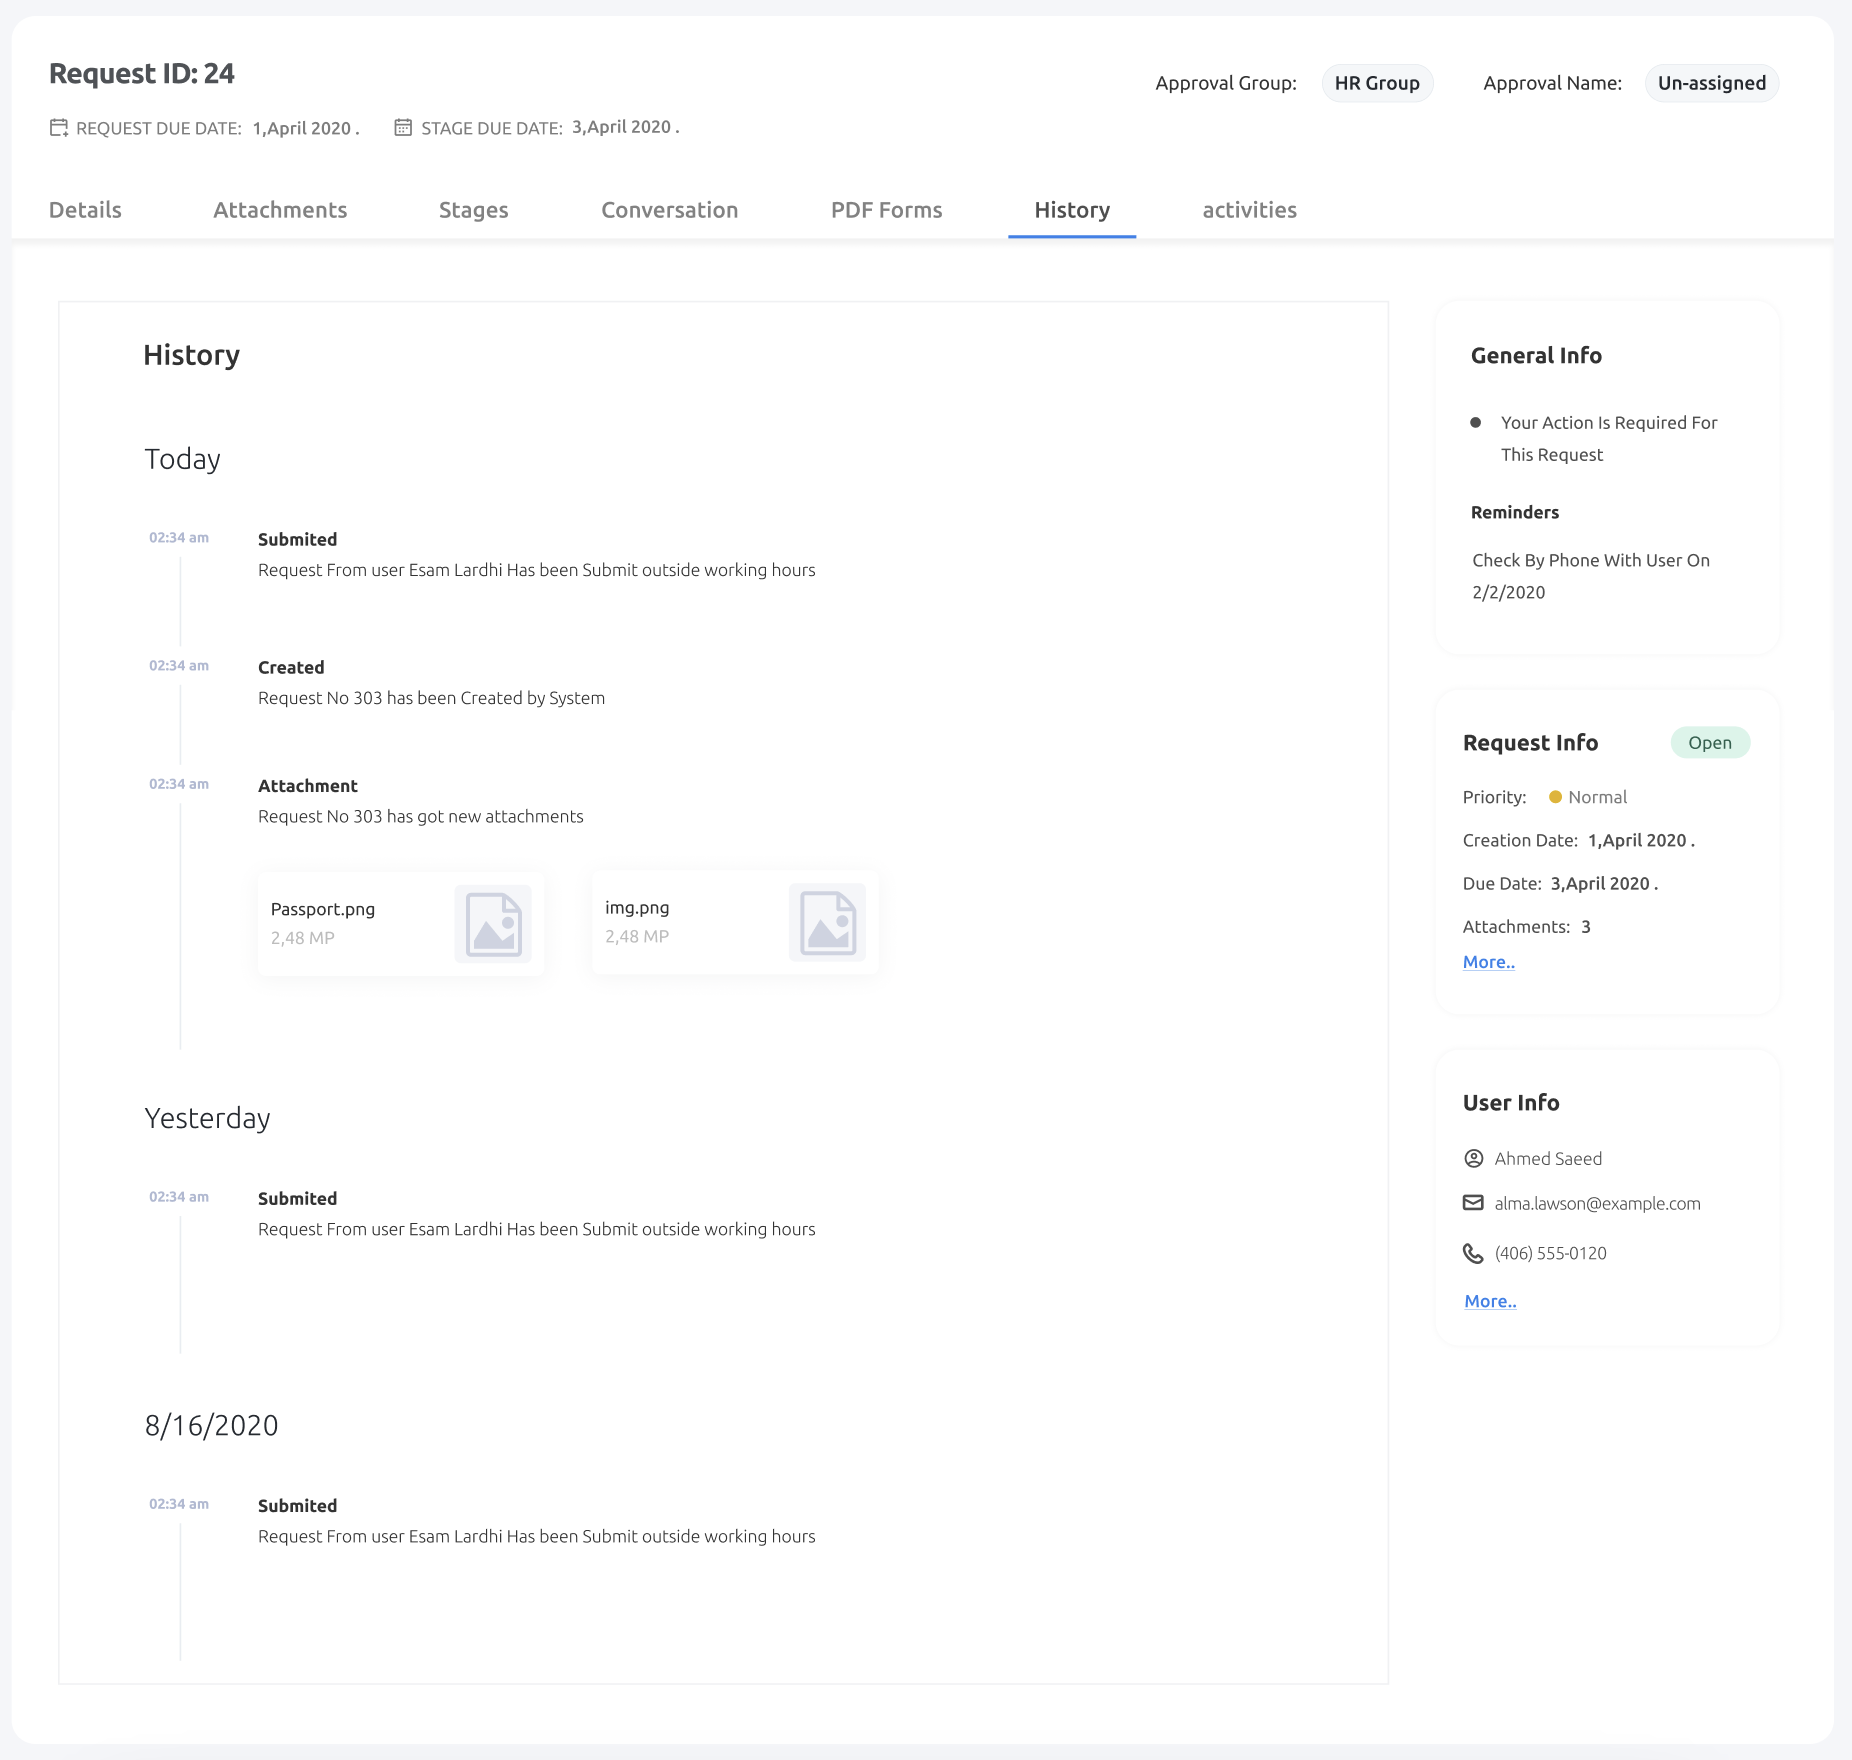 Request ID: 24
Approval Group: HR Group Approval Name: Un-assigned
REQUEST DUE DATE: 1,April 2020 . STAGE DUE DATE: 3,April 2020 .
Details Attachments Stages Conversation PDF Forms History activities
History
Today
02:34 am Submited
Request From user Esam Lardhi Has been Submit outside working hours
02:34 am Created
Request No 303 has been Created by System
02:34 am Attachment
Request No 303 has got new attachments
Passport.png
2,48 MP
img.png
2,48 MP
Yesterday
02:34 am Submited
Request From user Esam Lardhi Has been Submit outside working hours
8/16/2020
02:34 am Submited
Request From user Esam Lardhi Has been Submit outside working hours
General Info
Your Action Is Required For
This Request
Reminders
Check By Phone With User On
2/2/2020
Request Info Open
Priority: Normal
Creation Date: 1,April 2020 .
Due Date: 3,April 2020 .
Attachments: 3
More..
User Info
Ahmed Saeed
alma.lawson@example.com
(406) 555-0120
More..